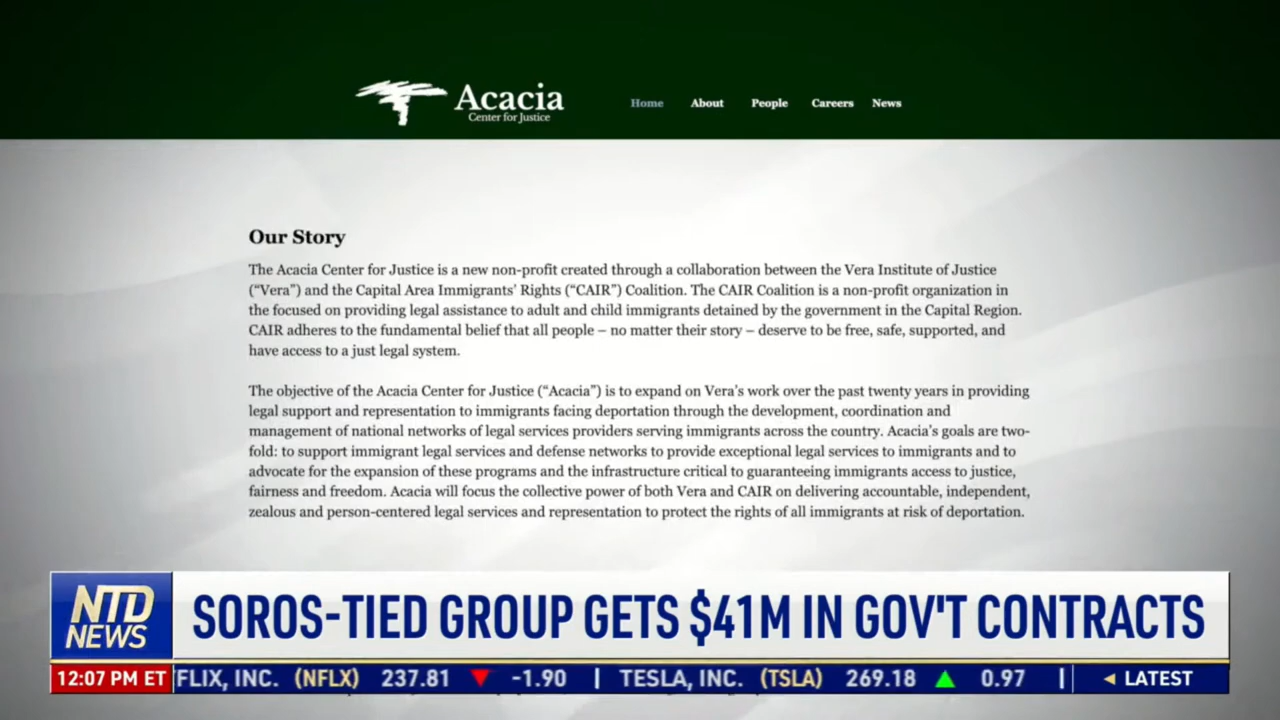 Acacia
Center for Justice
Home About People Careers News
Our Story
The Acacia Center for Justice is a new non-profit created through a collaboration between the Vera Institute of Justice
(“Vera”) and the Capital Area Immigrants’ Rights (“CAIR”) Coalition. The CAIR Coalition is a non-profit organization in
the focused on providing legal assistance to adult and child immigrants detained by the government in the Capital Region.
CAIR adheres to the fundamental belief that all people – no matter their story – deserve to be free, safe, supported, and
have access to a just legal system.
The objective of the Acacia Center for Justice (“Acacia”) is to expand on Vera’s work over the past twenty years in providing
legal support and representation to immigrants facing deportation through the development, coordination and
management of national networks of legal services providers serving immigrants across the country. Acacia’s goals are two-
fold: to support immigrant legal services and defense networks to provide exceptional legal services to immigrants and to
advocate for the expansion of these programs and the infrastructure critical to guaranteeing immigrants access to justice,
fairness and freedom. Acacia will focus the collective power of both Vera and CAIR on delivering accountable, independent,
zealous and person-centered legal services and representation to protect the rights of all immigrants at risk of deportation.
NTD
NEWS
SOROS-TIED GROUP GETS $41M IN GOV'T CONTRACTS
12:07 PM ET FLIX, INC. (NFLX) 237.81 ▼ -1.90 | TESLA, INC. (TSLA) 269.18 ▲ 0.97 | ◄ LATEST